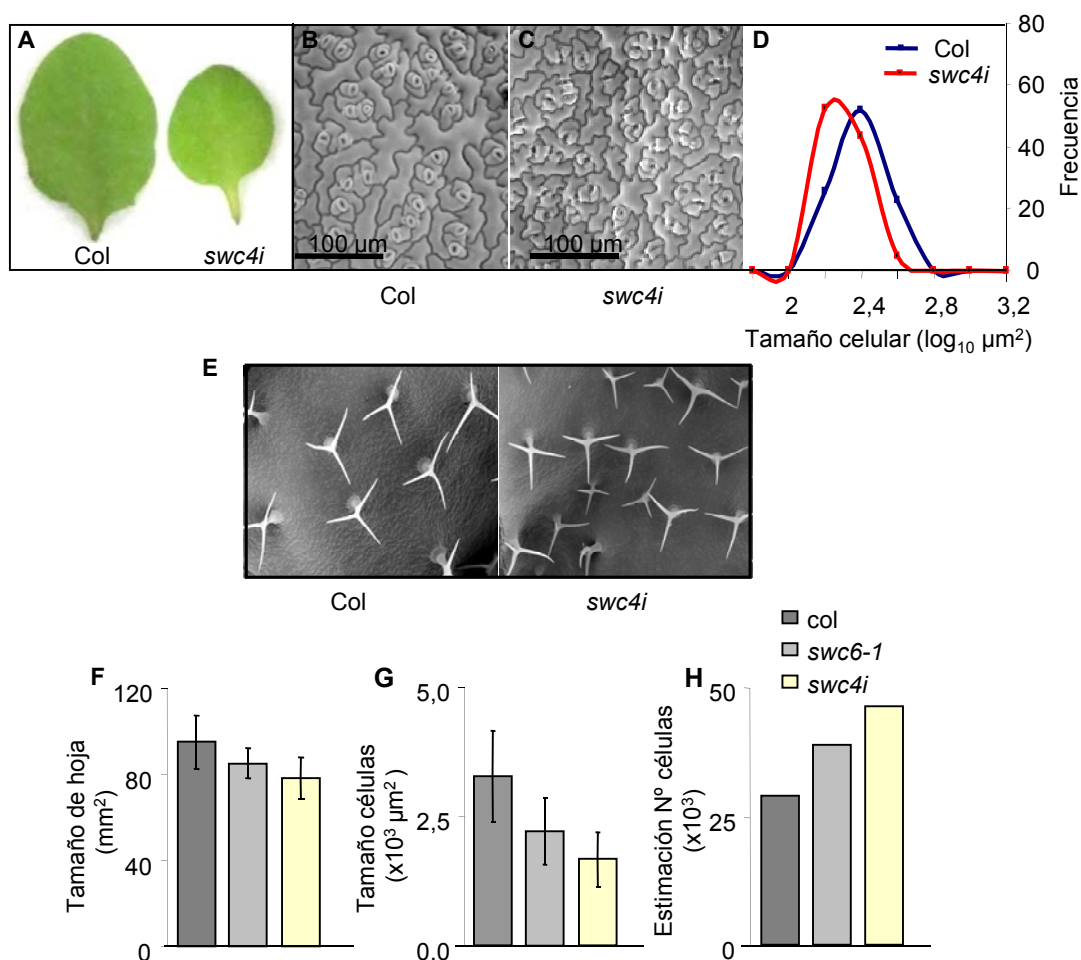 A
Col
swc4i
B
100 µm
Col
C
100 µm
swc4i
D
Col
swc4i
80
60
40
20
0
Frecuencia
2
2,4
2,8
3,2
Tamaño celular (log10 µm2)
E
Col
swc4i
col
swc6-1
swc4i
F
120
80
40
0
Tamaño de hoja
(mm2)
G
5,0
2,5
0,0
Tamaño células
(x103 µm2 )
H
50
25
0
Estimación Nº células
(x103)